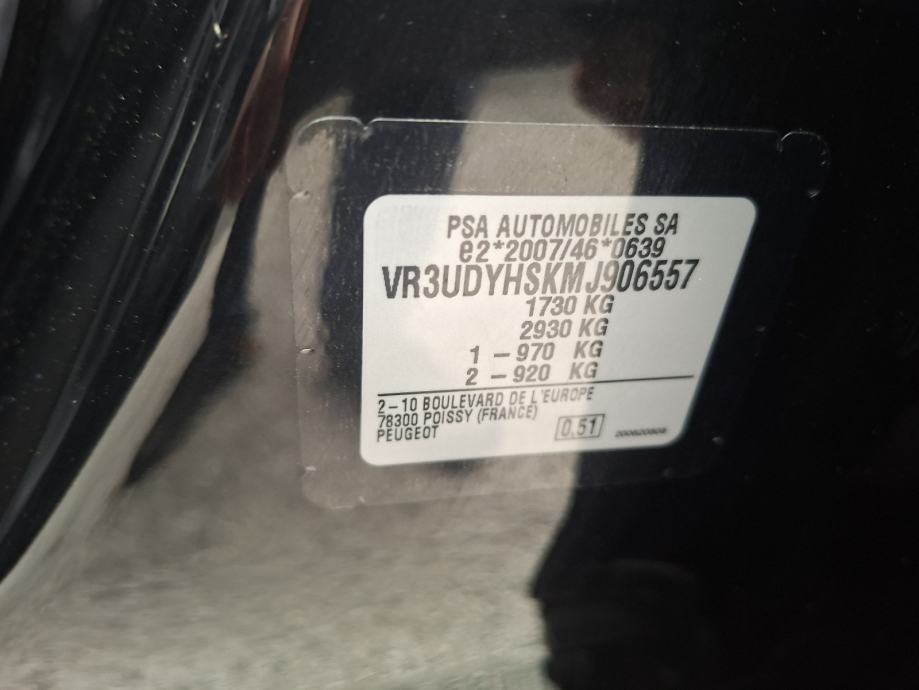 PSA AUTOMOBILES SA
e2*2007/46*0639
VR3UDYHSKMJ906557
1730 KG
2930 KG
1 – 970 KG
2 – 920 KG
2–10 BOULEVARD DE L'EUROPE
78300 POISSY (FRANCE)
PEUGEOT
0.51